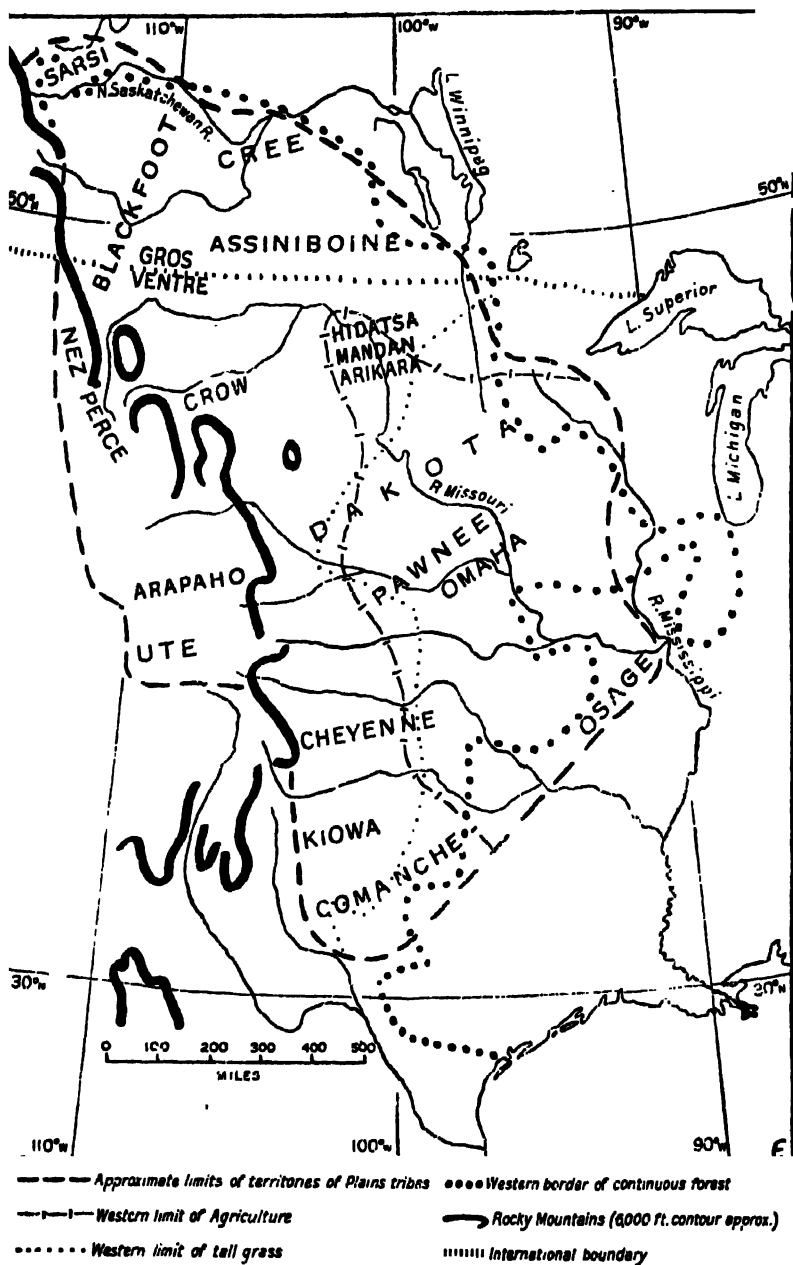 110°W
100°W
90°W
SARSI
N.Saskatchewan R.
L. Winnipeg
BLACKFOOT
CREE
50°N
50°N
ASSINIBOINE
GROS
VENTRE
L. Superior
HIDATSA
MANDAN
ARIKARA
NEZ PERCE
CROW
L. Michigan
DAKOTA
R. Missouri
PAWNEE
OMAHA
ARAPAHO
R. Mississippi
UTE
OSAGE
CHEYENNE
KIOWA
COMANCHE
30°N
30°N
0 100 200 300 400 500
MILES
110°W
100°W
90°W
Approximate limits of territories of Plains tribes
Western border of continuous forest
Western limit of Agriculture
Rocky Mountains (6,000 ft. contour approx.)
Western limit of tall grass
International boundary